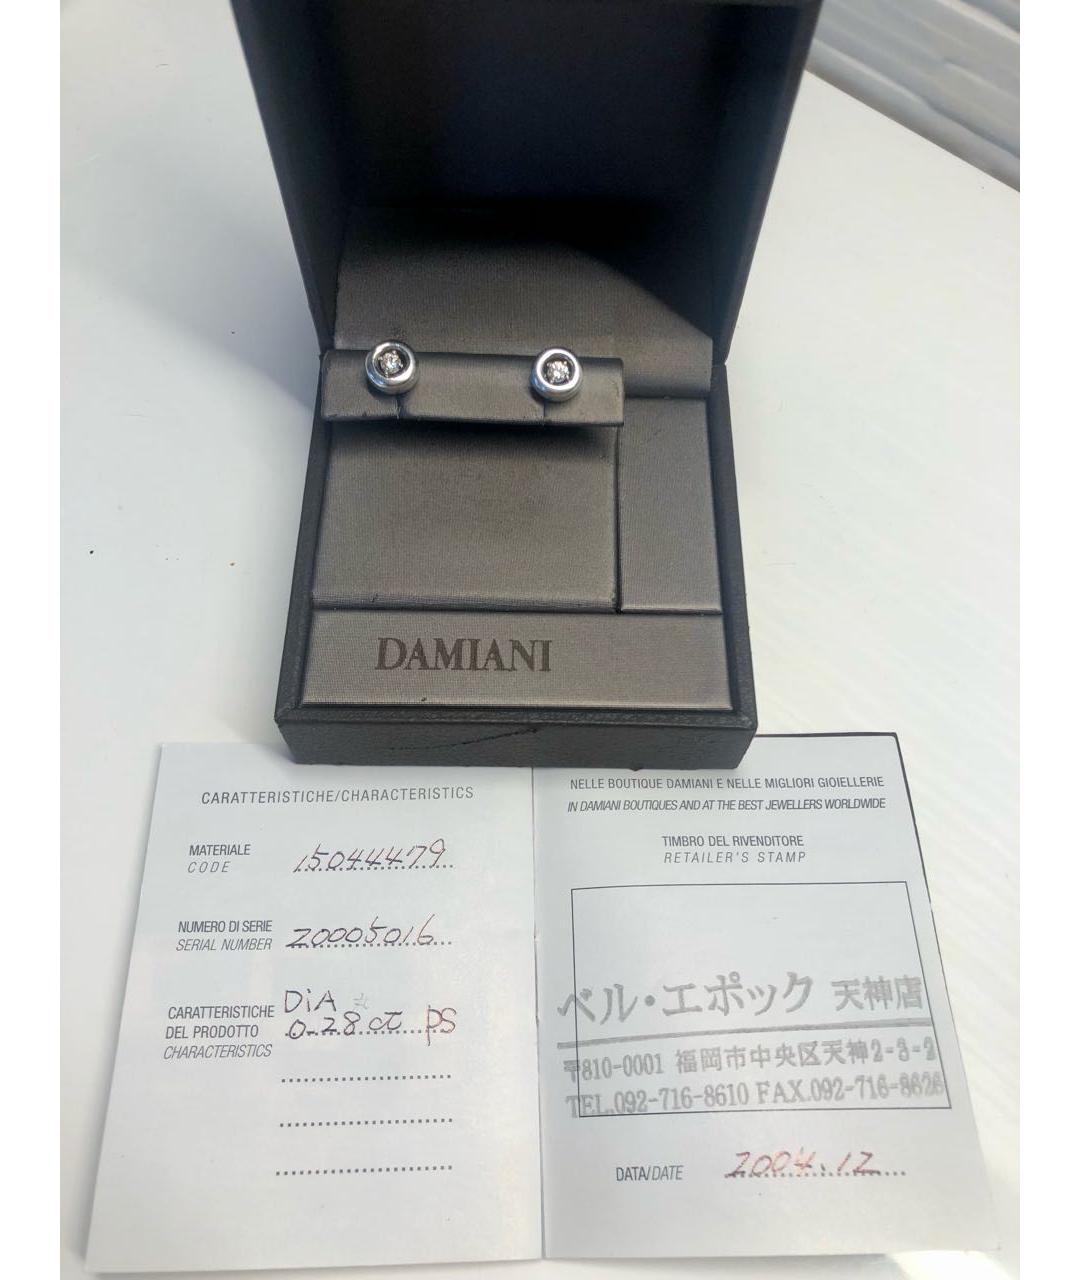 DAMIANI
CARATTERISTICHE/CHARACTERISTICS
MATERIALE
CODE
15044479
NUMERO DI SERIE
SERIAL NUMBER
20005016
CARATTERISTICHE
DEL PRODOTTO
CHARACTERISTICS
DiA
0.28 ct PS
NELLE BOUTIQUE DAMIANI E NELLE MIGLIORI GIOIELLERIE
IN DAMIANI BOUTIQUES AND AT THE BEST JEWELLERS WORLDWIDE
TIMBRO DEL RIVENDITORE
RETAILER'S STAMP
ベル・エポック 天神店
〒810-0001 福岡市中央区天神2-3-2
TEL.092-716-8610 FAX.092-716-8626
DATA/DATE 2004.12